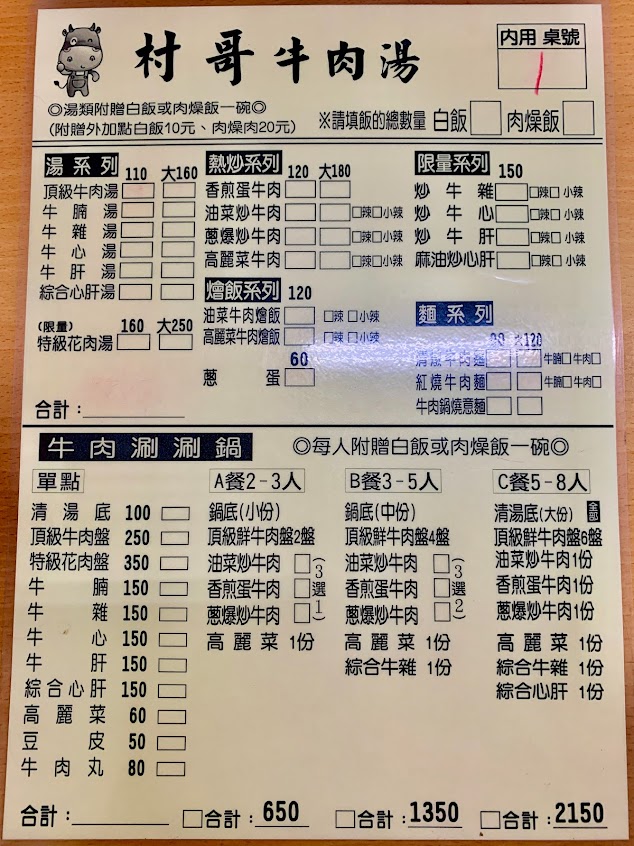 村哥牛肉湯
內用 桌號
1
◎湯類附贈白飯或肉燥飯一碗◎
(附贈外加點白飯10元、肉燥肉20元)
※請填飯的總數量 白飯 肉燥飯
湯系列 110 大160
頂級牛肉湯
牛腩湯
牛雜湯
牛心湯
牛肝湯
綜合心肝湯
(限量) 160 大250
特級花肉湯
合計:
熱炒系列 120 大180
香煎蛋牛肉
油菜炒牛肉 辣 小辣
蔥爆炒牛肉 辣 小辣
高麗菜牛肉 辣 小辣
燴飯系列 120
油菜牛肉燴飯 辣 小辣
高麗菜牛肉燴飯 辣 小辣
60
蔥蛋
限量系列 150
炒牛雜 辣 小辣
炒牛心 辣 小辣
炒牛肝 辣 小辣
麻油炒心肝 辣 小辣
麵系列
大120
牛肉麵 牛腩 牛肉
紅燒牛肉麵 牛腩 牛肉
牛肉鍋燒意麵
牛肉涮涮鍋 ◎每人附贈白飯或肉燥飯一碗◎
單點
清湯底 100
頂級牛肉盤 250
特級花肉盤 350
牛腩 150
牛雜 150
牛心 150
牛肝 150
綜合心肝 150
高麗菜 60
豆皮 50
牛肉丸 80
合計:
A餐2-3人
鍋底(小份)
頂級鮮牛肉盤2盤
油菜炒牛肉
香煎蛋牛肉
蔥爆炒牛肉
(3選1)
高麗菜 1份
合計:650
B餐3-5人
鍋底(中份)
頂級鮮牛肉盤4盤
油菜炒牛肉
香煎蛋牛肉
蔥爆炒牛肉
(3選2)
高麗菜 1份
綜合牛雜 1份
合計:1350
C餐5-8人
清湯底(大份)
頂級鮮牛肉盤6盤
油菜炒牛肉1份
香煎蛋牛肉1份
蔥爆炒牛肉1份
高麗菜 1份
綜合牛雜 1份
綜合心肝 1份
合計:2150